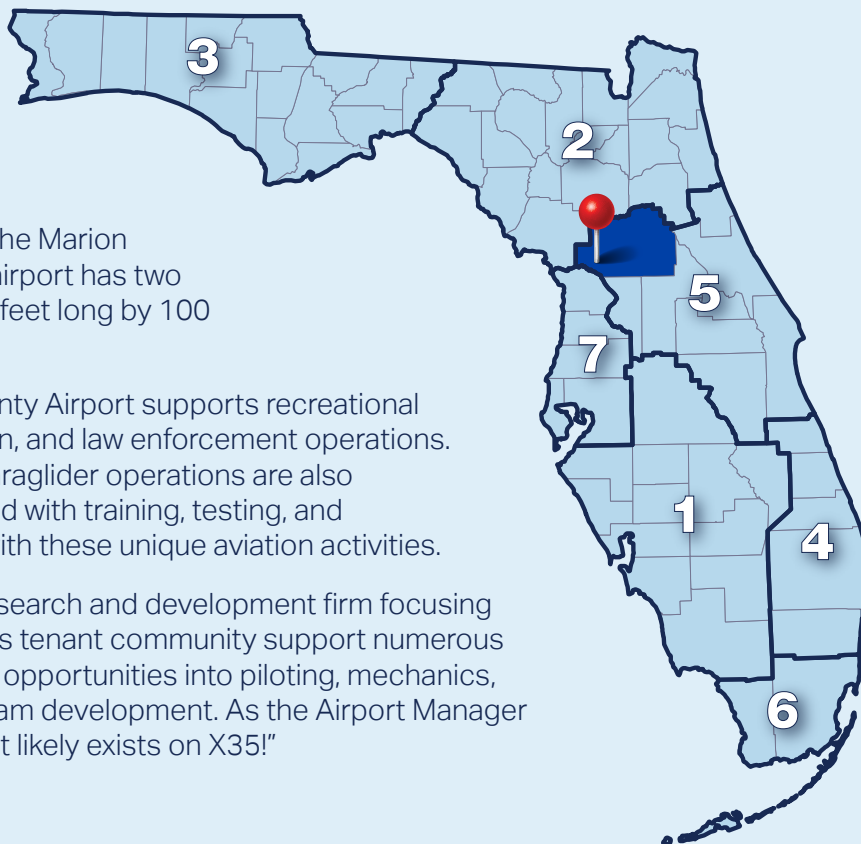 3
2
he Marion
airport has two
feet long by 100
5
7
nty Airport supports recreational
n, and law enforcement operations.
raglider operations are also
d with training, testing, and
ith these unique aviation activities.
1
4
search and development firm focusing
s tenant community support numerous
opportunities into piloting, mechanics,
am development. As the Airport Manager
t likely exists on X35!”
6